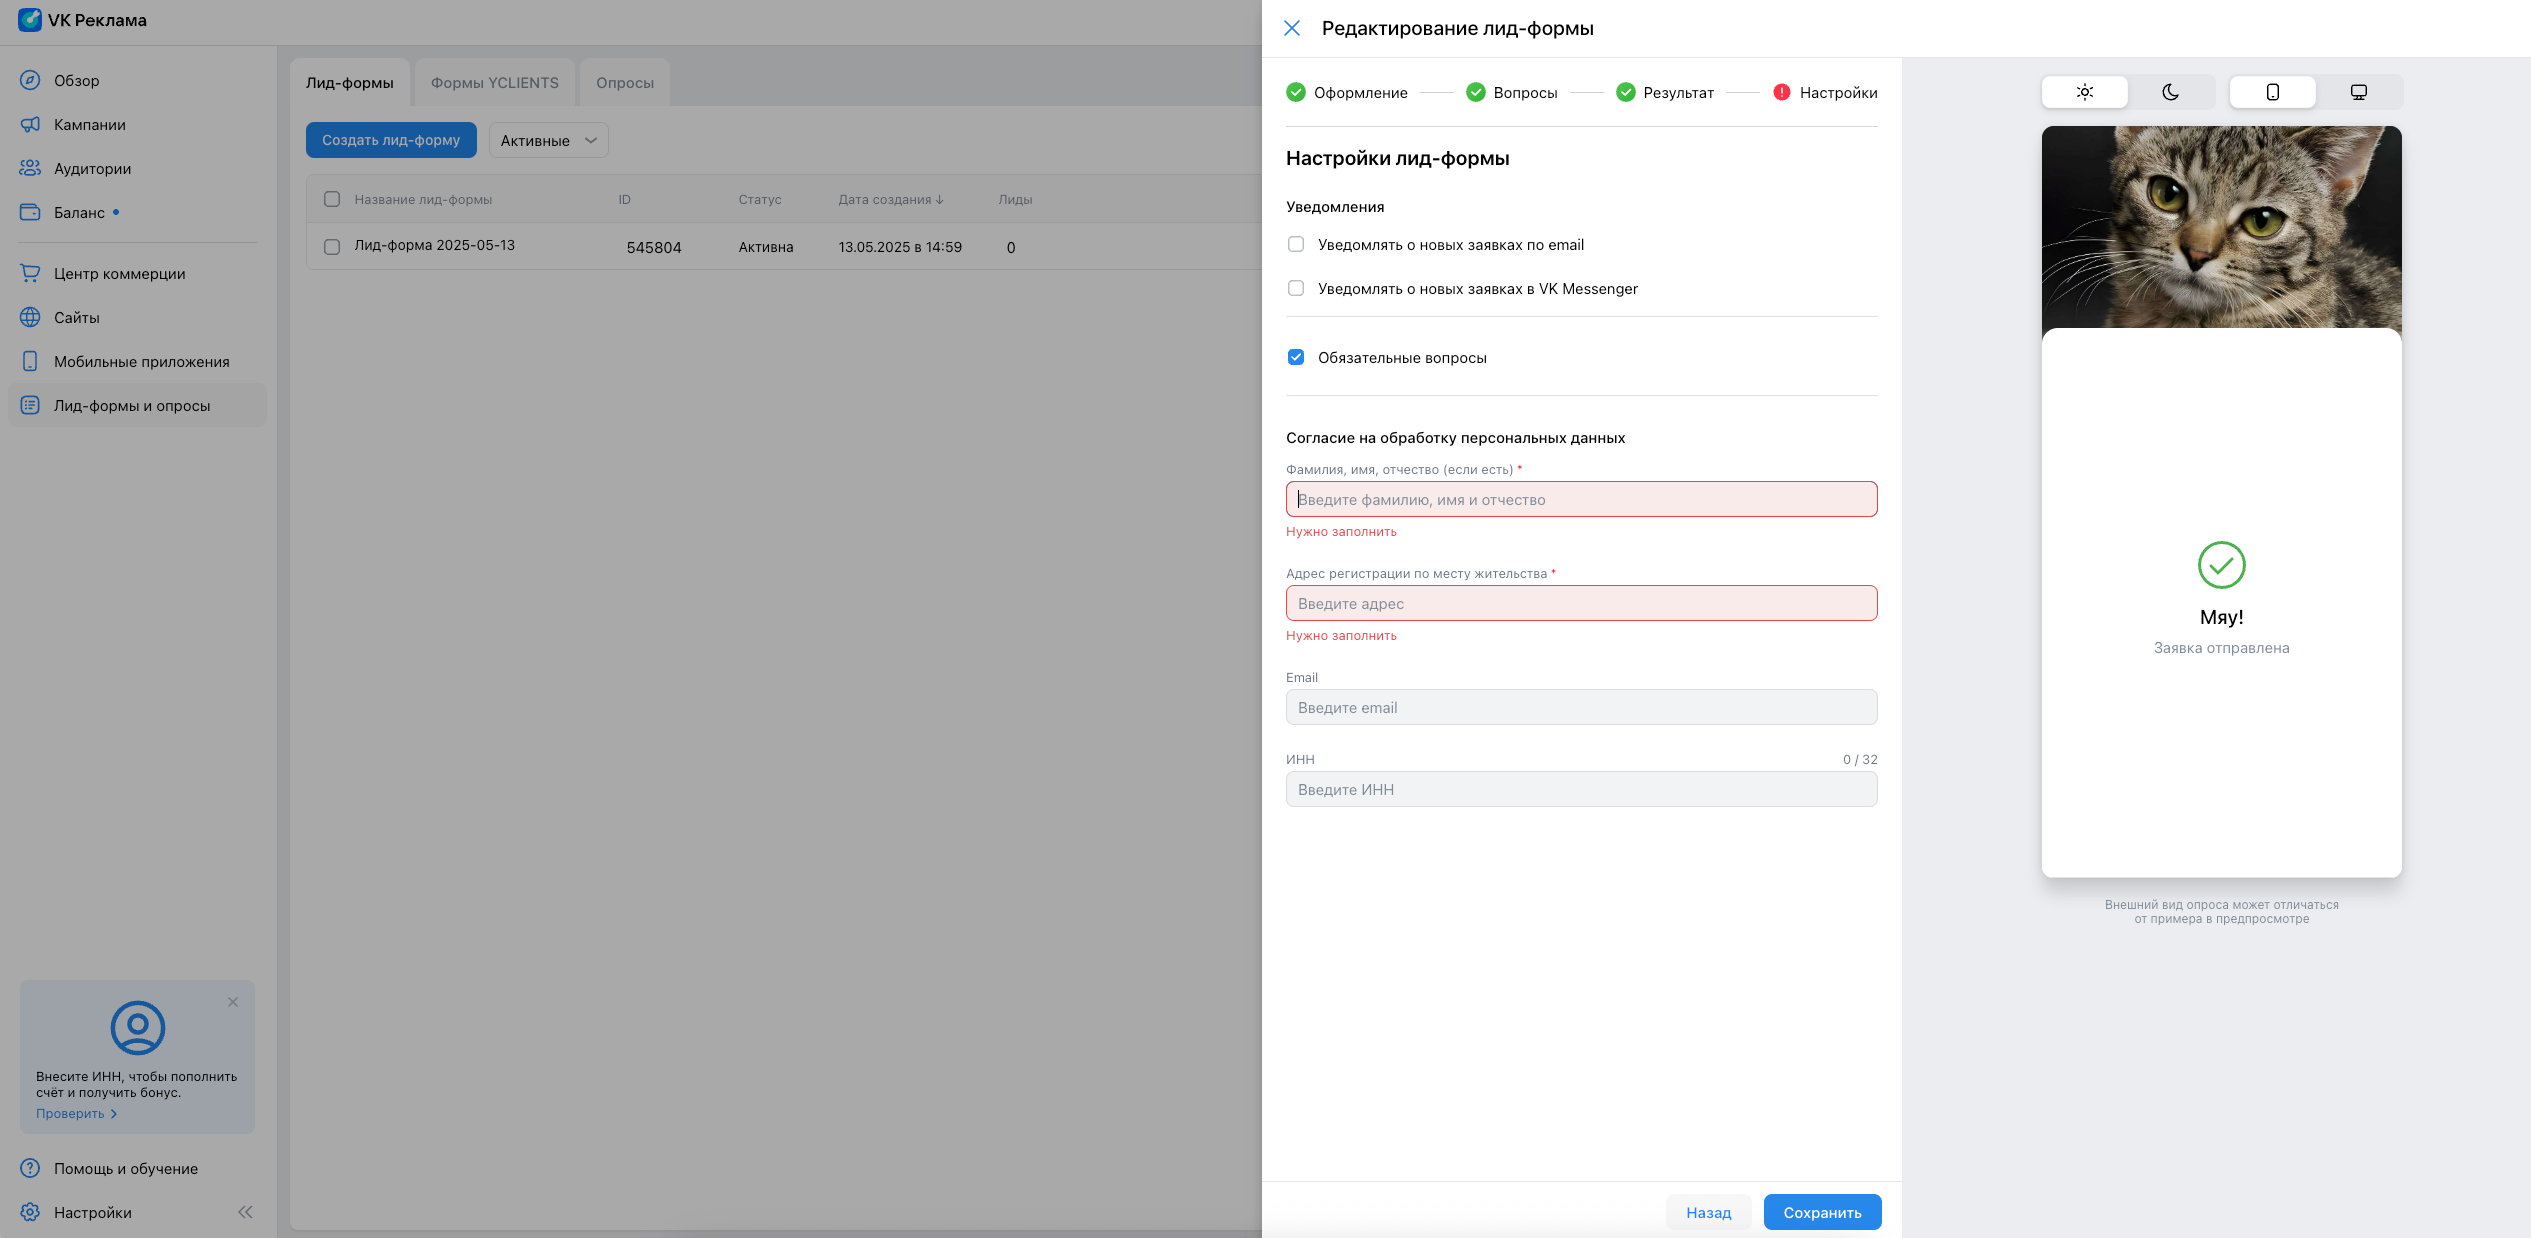 VK Реклама
Обзор
Кампании
Аудитории
Баланс
Центр коммерции
Сайты
Мобильные приложения
Лид-формы и опросы
Внесите ИНН, чтобы пополнить
счёт и получить бонус.
Проверить
Помощь и обучение
Настройки
Лид-формы
Формы YCLIENTS
Опросы
Создать лид-форму
Активные
Название лид-формы
ID
Статус
Дата создания
Лиды
Лид-форма 2025-05-13
545804
Активна
13.05.2025 в 14:59
0
Редактирование лид-формы
Оформление
Вопросы
Результат
Настройки
Настройки лид-формы
Уведомления
Уведомлять о новых заявках по email
Уведомлять о новых заявках в VK Messenger
Обязательные вопросы
Согласие на обработку персональных данных
Фамилия, имя, отчество (если есть) *
Введите фамилию, имя и отчество
Нужно заполнить
Адрес регистрации по месту жительства *
Введите адрес
Нужно заполнить
Email
Введите email
ИНН
0 / 32
Введите ИНН
Назад
Сохранить
Мяу!
Заявка отправлена
Внешний вид опроса может отличаться
от примера в предпросмотре